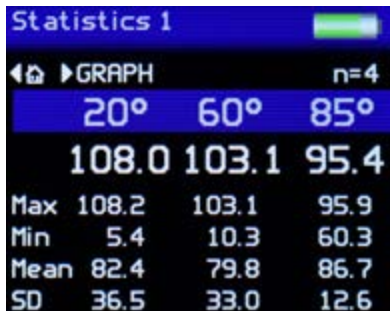 Statistics 1
GRAPH n=4
20° 60° 85°
108.0 103.1 95.4
Max 108.2 103.1 95.9
Min 5.4 10.3 60.3
Mean 82.4 79.8 86.7
SD 36.5 33.0 12.6